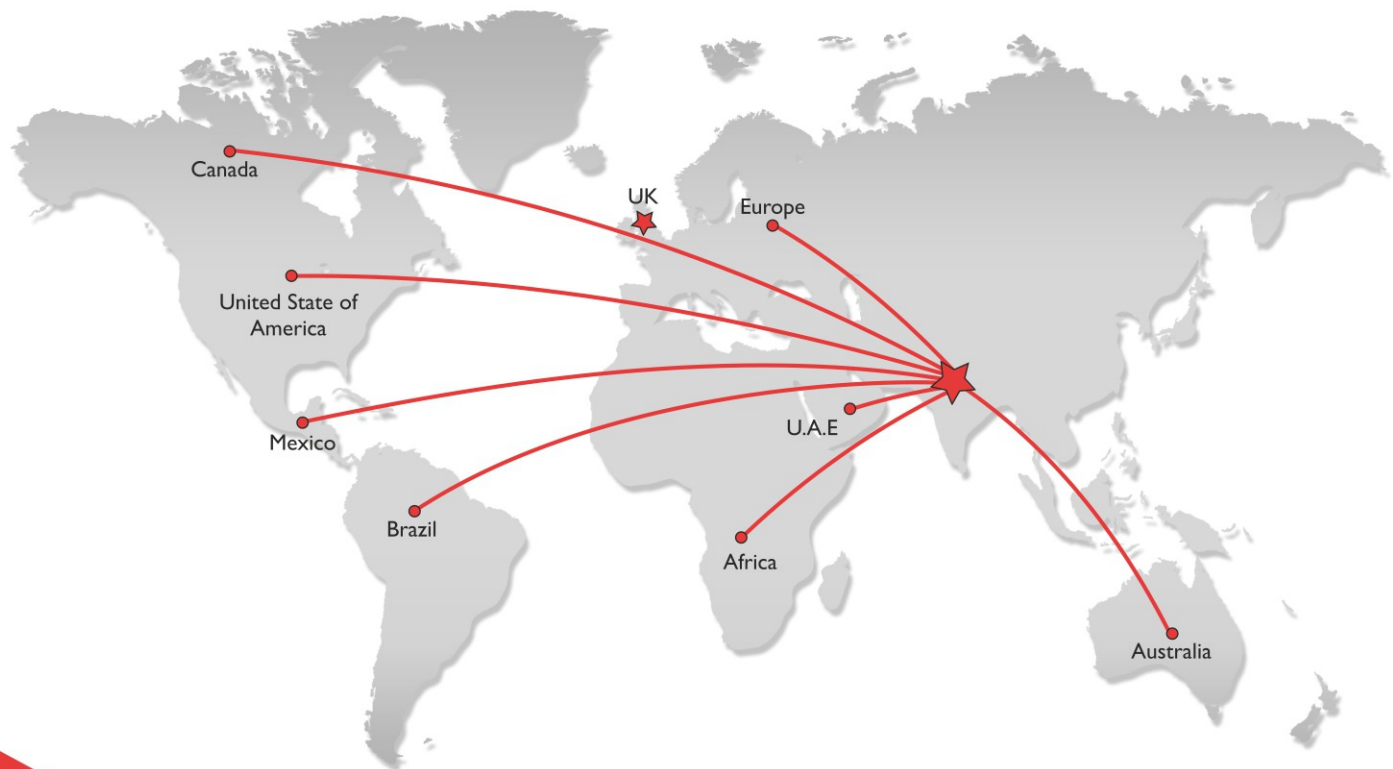 Canada
UK
Europe
United State of
America
Mexico
U.A.E
Brazil
Africa
Australia